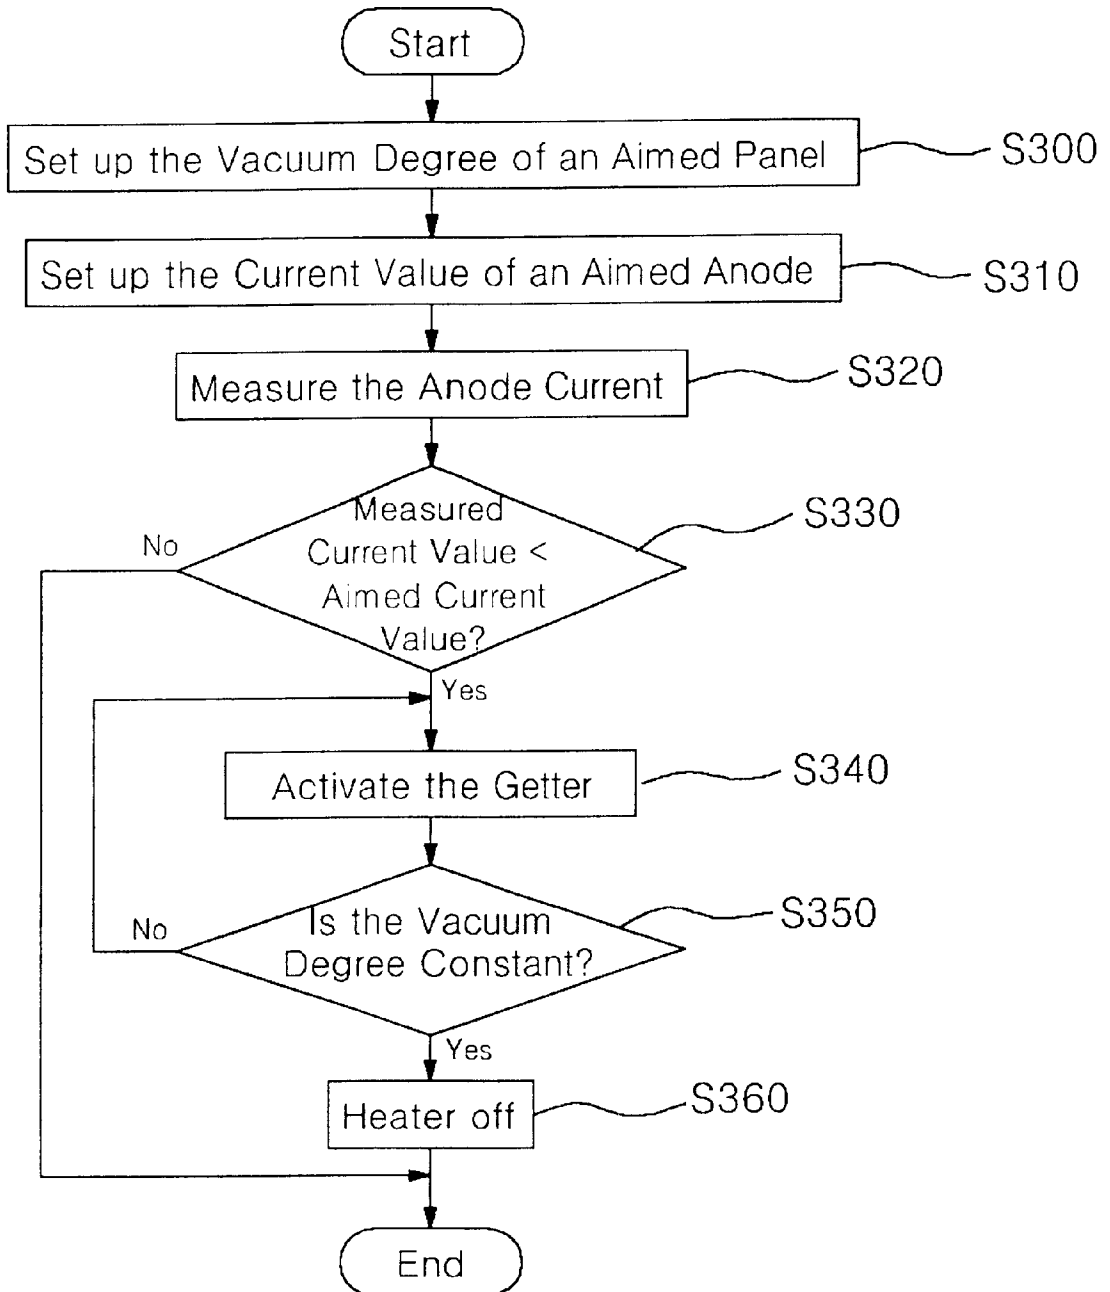 Start
Set up the Vacuum Degree of an Aimed Panel
S300
Set up the Current Value of an Aimed Anode
S310
Measure the Anode Current
S320
Measured
Current Value <
Aimed Current
Value?
S330
No
Yes
Activate the Getter
S340
Is the Vacuum
Degree Constant?
S350
No
Yes
Heater off
S360
End